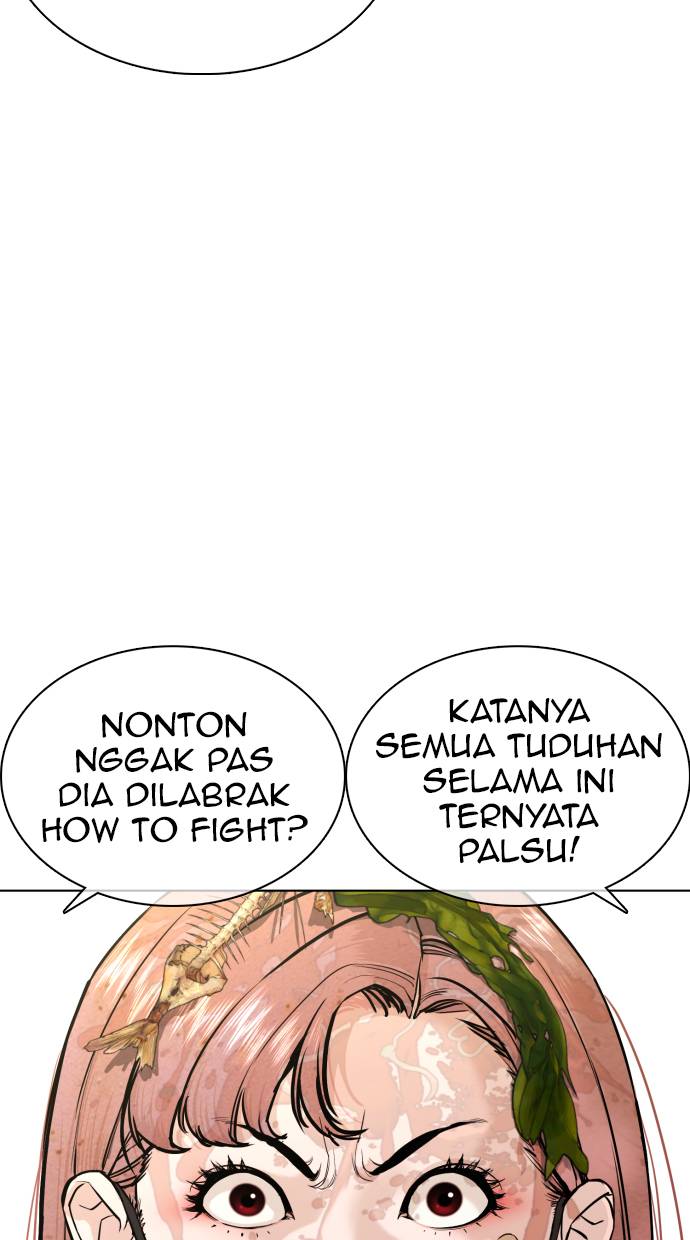 NONTON
NGGAK PAS
DIA DILABRAK
HOW TO FIGHT?
KATANYA
SEMUA TUDUHAN
SELAMA INI
TERNYATA
PALSU!